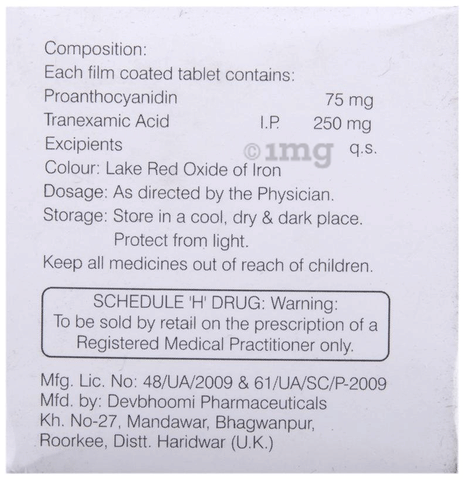 Composition:
Each film coated tablet contains:
Proanthocyanidin 75 mg
Tranexamic Acid I.P. 250 mg
Excipients q.s.
©1mg
Colour: Lake Red Oxide of Iron
Dosage: As directed by the Physician.
Storage: Store in a cool, dry & dark place.
Protect from light.
Keep all medicines out of reach of children.
SCHEDULE 'H' DRUG: Warning:
To be sold by retail on the prescription of a
Registered Medical Practitioner only.
Mfg. Lic. No: 48/UA/2009 & 61/UA/SC/P-2009
Mfd. by: Devbhoomi Pharmaceuticals
Kh. No-27, Mandawar, Bhagwanpur,
Roorkee, Distt. Haridwar (U.K.)